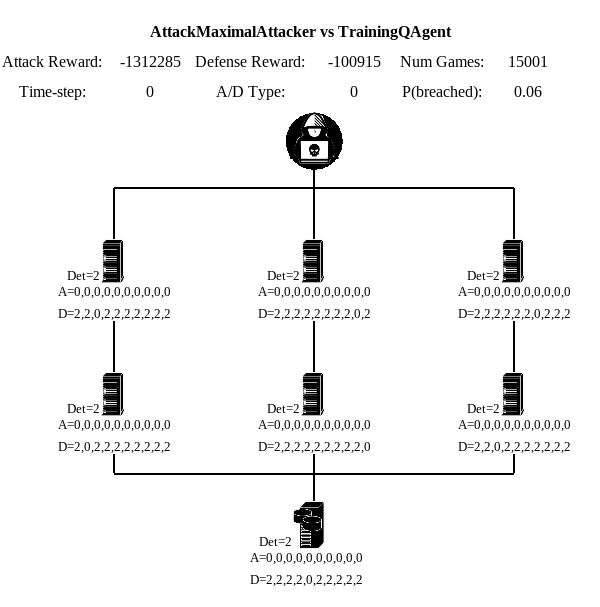 AttackMaximalAttacker vs TrainingQAgent
Attack Reward: -1312285 Defense Reward: -100915 Num Games: 15001
Time-step: 0 A/D Type: 0 P(breached): 0.06
Det=2 Det=2 Det=2
A=0,0,0,0,0,0,0,0,0,0 A=0,0,0,0,0,0,0,0,0,0 A=0,0,0,0,0,0,0,0,0,0
D=2,2,0,2,2,2,2,2,2,2 D=2,2,2,2,2,2,2,2,0,2 D=2,2,2,2,2,2,0,2,2,2
Det=2 Det=2 Det=2
A=0,0,0,0,0,0,0,0,0,0 A=0,0,0,0,0,0,0,0,0,0 A=0,0,0,0,0,0,0,0,0,0
D=2,0,2,2,2,2,2,2,2,2 D=2,2,2,2,2,2,2,2,2,0 D=2,2,0,2,2,2,2,2,2,2
Det=2
A=0,0,0,0,0,0,0,0,0,0
D=2,2,2,2,0,2,2,2,2,2